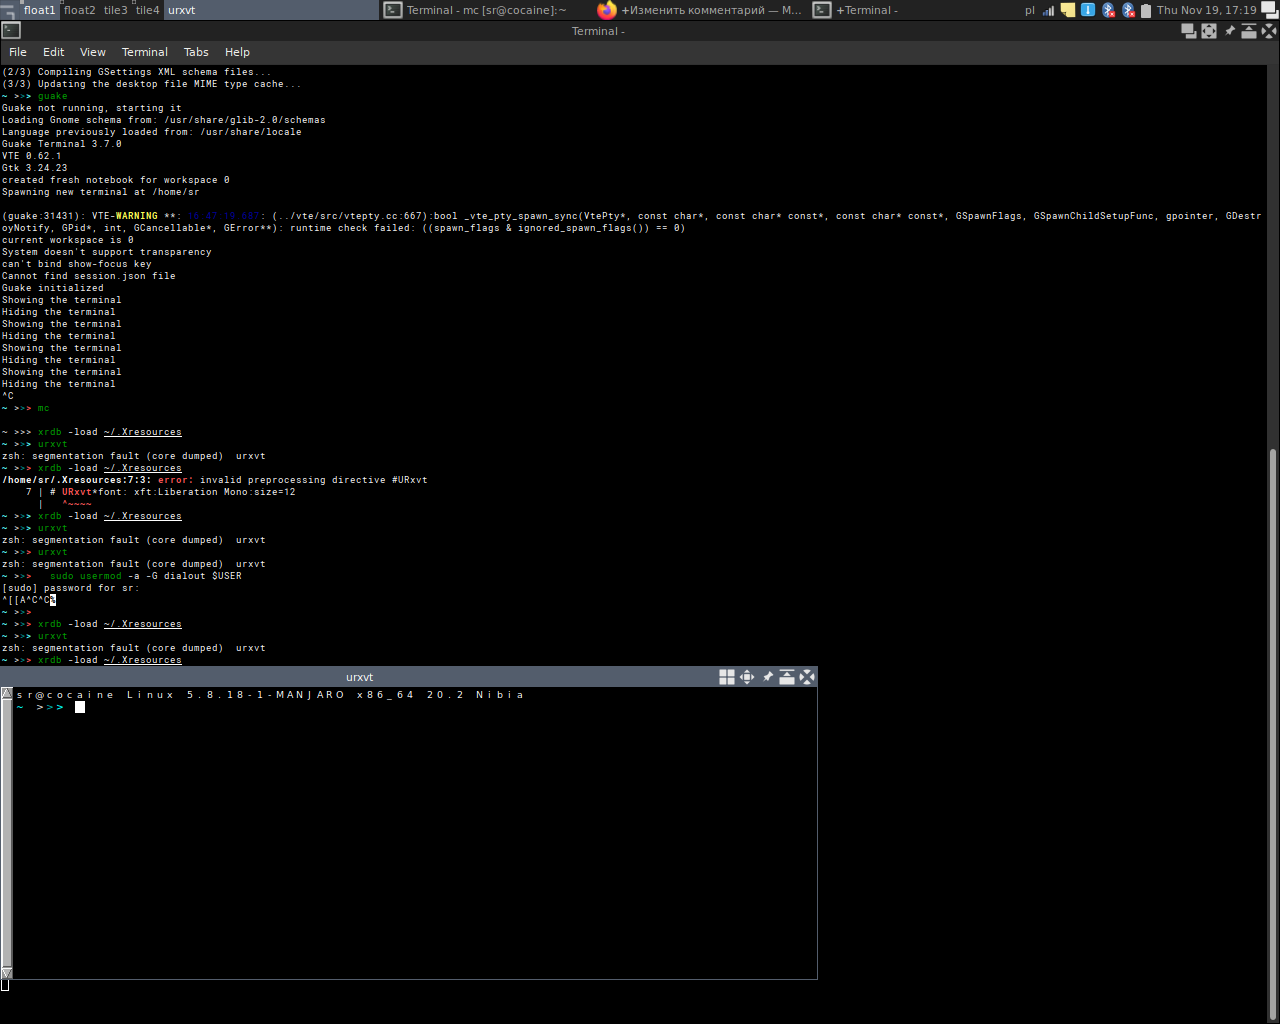 float1 float2 tile3 tile4 urxvt Terminal - mc [sr@cocaine]:~ +Изменить комментарий — M... +Terminal - pl Thu Nov 19, 17:19
Terminal -
File Edit View Terminal Tabs Help
(2/3) Compiling GSettings XML schema files...
(3/3) Updating the desktop file MIME type cache...
~ >>> guake
Guake not running, starting it
Loading Gnome schema from: /usr/share/glib-2.0/schemas
Language previously loaded from: /usr/share/locale
Guake Terminal 3.7.0
VTE 0.62.1
Gtk 3.24.23
created fresh notebook for workspace 0
Spawning new terminal at /home/sr
(guake:31431): VTE-WARNING **: : (../vte/src/vtepty.cc:667):bool _vte_pty_spawn_sync(VtePty*, const char*, const char* const*, const char* const*, GSpawnFlags, GSpawnChildSetupFunc, gpointer, GDestr
oyNotify, GPid*, int, GCancellable*, GError**): runtime check failed: ((spawn_flags & ignored_spawn_flags()) == 0)
current workspace is 0
System doesn't support transparency
can't bind show-focus key
Cannot find session.json file
Guake initialized
Showing the terminal
Hiding the terminal
Showing the terminal
Hiding the terminal
Showing the terminal
Hiding the terminal
Showing the terminal
Hiding the terminal
^C
~ >>> mc
~ >>> xrdb -load ~/.Xresources
~ >>> urxvt
zsh: segmentation fault (core dumped)  urxvt
~ >>> xrdb -load ~/.Xresources
/home/sr/.Xresources:7:3: error: invalid preprocessing directive #URxvt
    7 | # URxvt*font: xft:Liberation Mono:size=12
      |   ^~~~~
~ >>> xrdb -load ~/.Xresources
~ >>> urxvt
zsh: segmentation fault (core dumped)  urxvt
~ >>> urxvt
zsh: segmentation fault (core dumped)  urxvt
~ >>>   sudo usermod -a -G dialout $USER
[sudo] password for sr:
^[[A^C^C%
~ >>>
~ >>> xrdb -load ~/.Xresources
~ >>> urxvt
zsh: segmentation fault (core dumped)  urxvt
~ >>> xrdb -load ~/.Xresources
urxvt
sr@cocaine Linux 5.8.18-1-MANJARO x86_64 20.2 Nibia
~ >>>